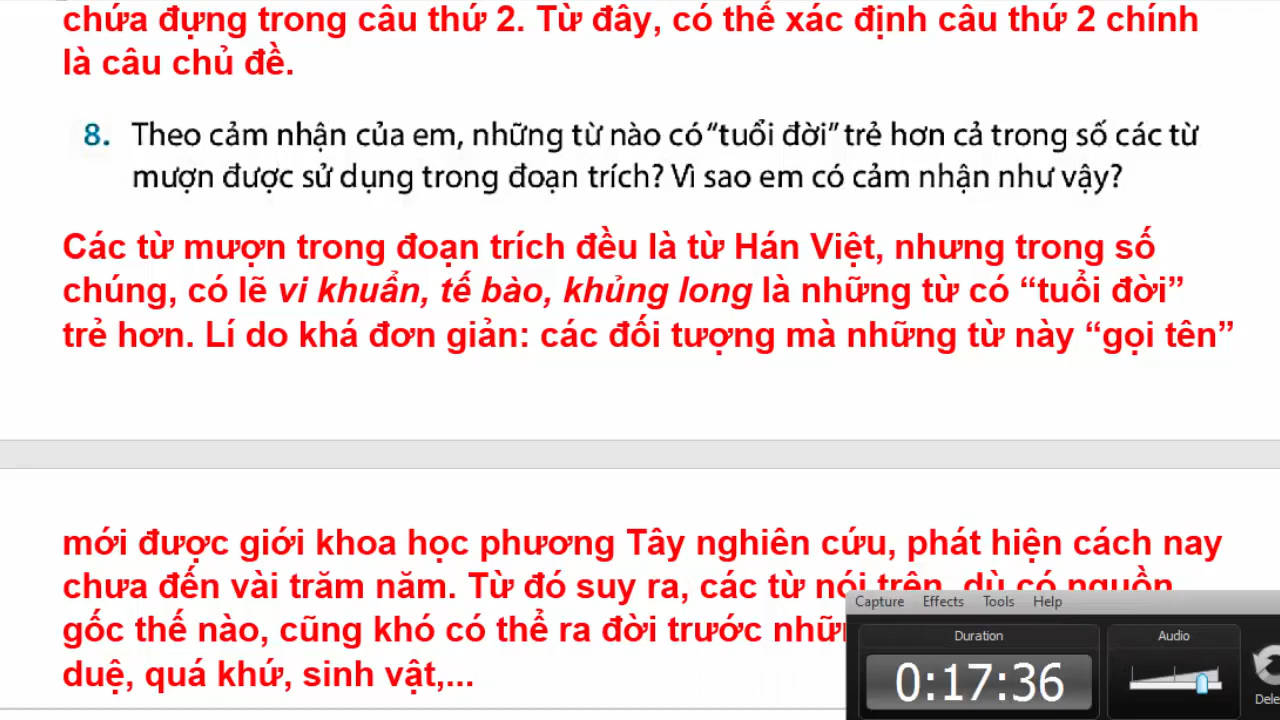 chứa đựng trong câu thứ 2. Từ đây, có thể xác định câu thứ 2 chính
là câu chủ đề.
8. Theo cảm nhận của em, những từ nào có “tuổi đời” trẻ hơn cả trong số các từ
mượn được sử dụng trong đoạn trích? Vì sao em có cảm nhận như vậy?
Các từ mượn trong đoạn trích đều là từ Hán Việt, nhưng trong số
chúng, có lẽ vi khuẩn, tế bào, khủng long là những từ có “tuổi đời”
trẻ hơn. Lí do khá đơn giản: các đối tượng mà những từ này “gọi tên”
mới được giới khoa học phương Tây nghiên cứu, phát hiện cách nay
chưa đến vài trăm năm. Từ đó suy ra, các từ nói trên, dù có nguồn
gốc thế nào, cũng khó có thể ra đời trước
duệ, quá khứ, sinh vật,...
Capture Effects Tools Help
Duration Audio
0:17:36